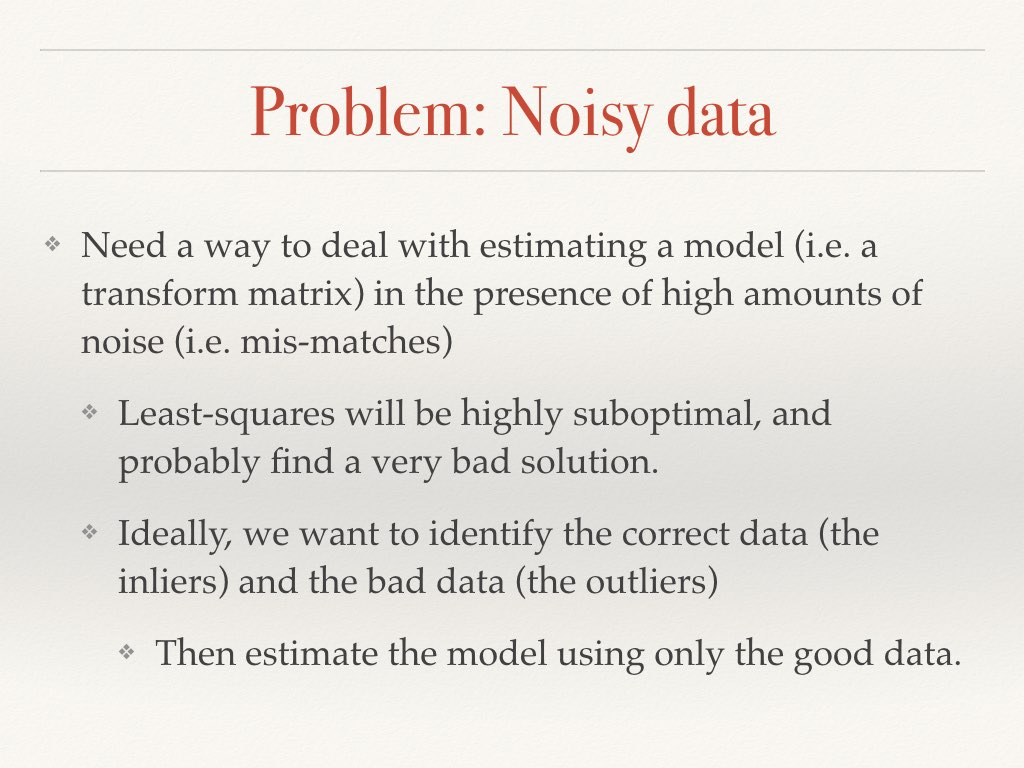 Problem: Noisy data
❖ Need a way to deal with estimating a model (i.e. a
transform matrix) in the presence of high amounts of
noise (i.e. mis-matches)
❖ Least-squares will be highly suboptimal, and
probably find a very bad solution.
❖ Ideally, we want to identify the correct data (the
inliers) and the bad data (the outliers)
❖ Then estimate the model using only the good data.